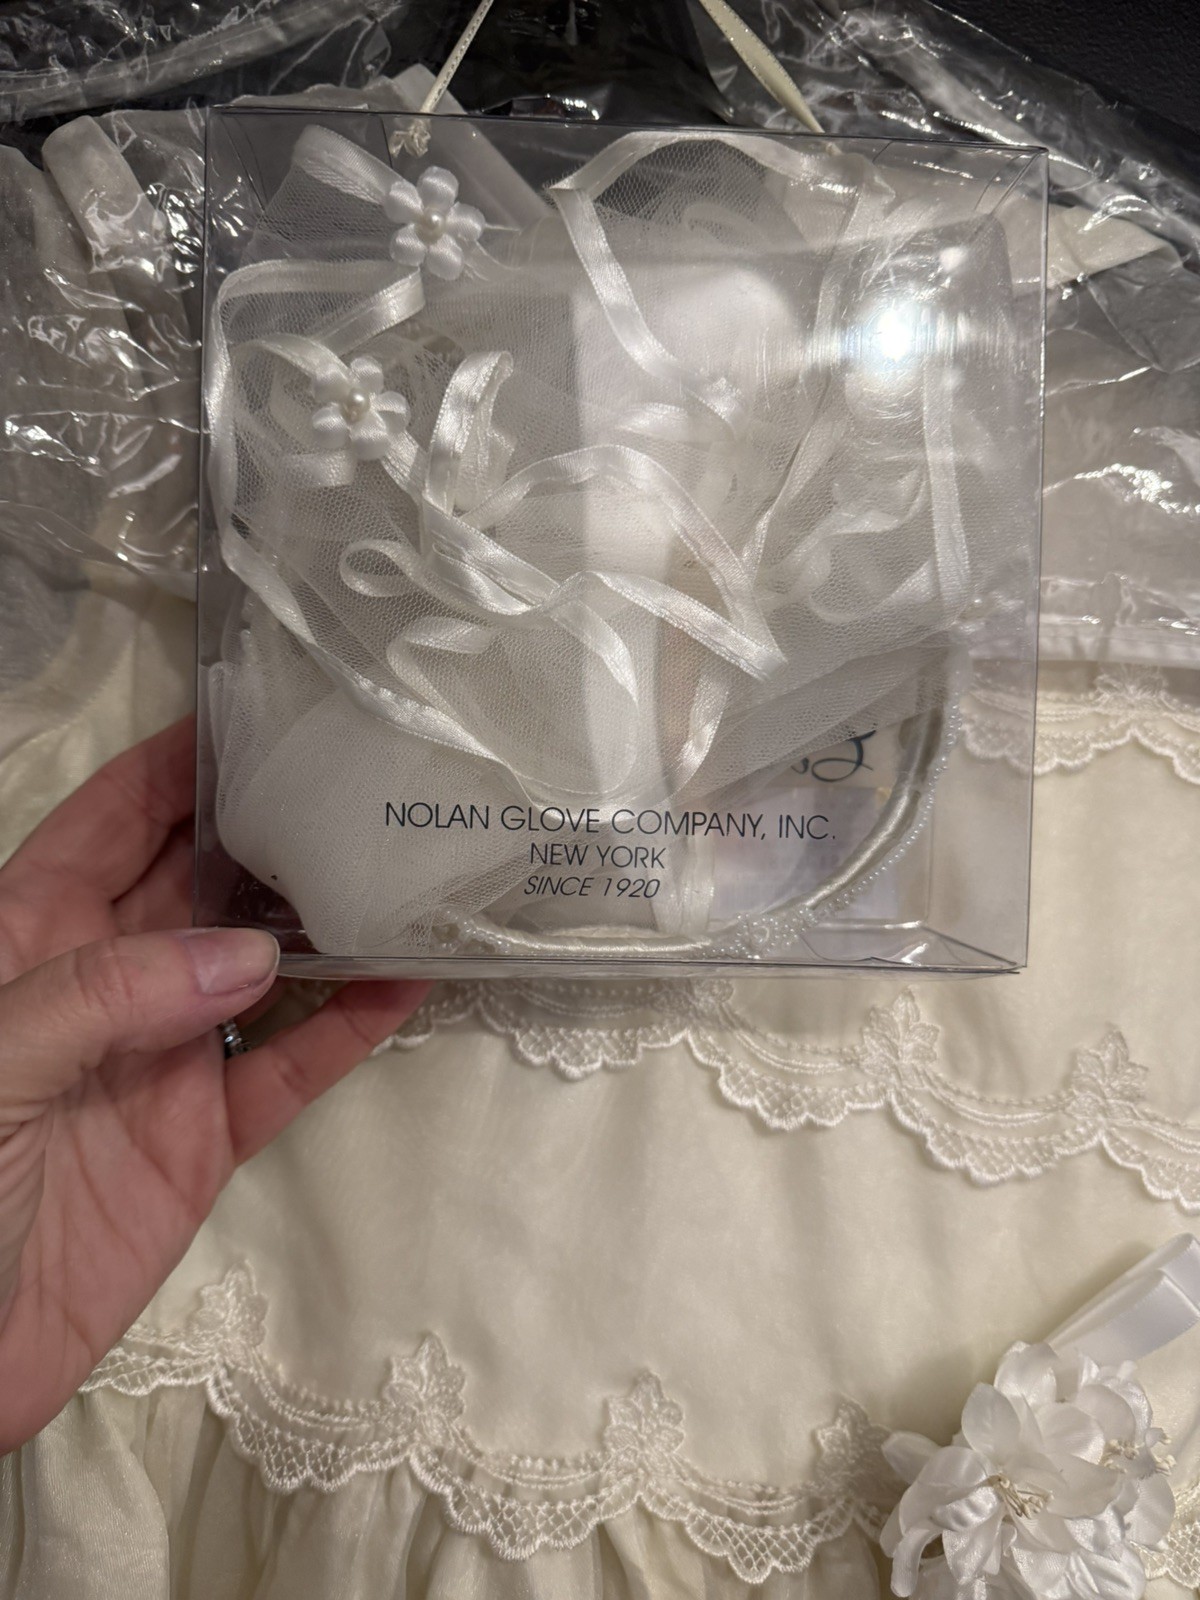 NOLAN GLOVE COMPANY, INC.
NEW YORK
SINCE 1920